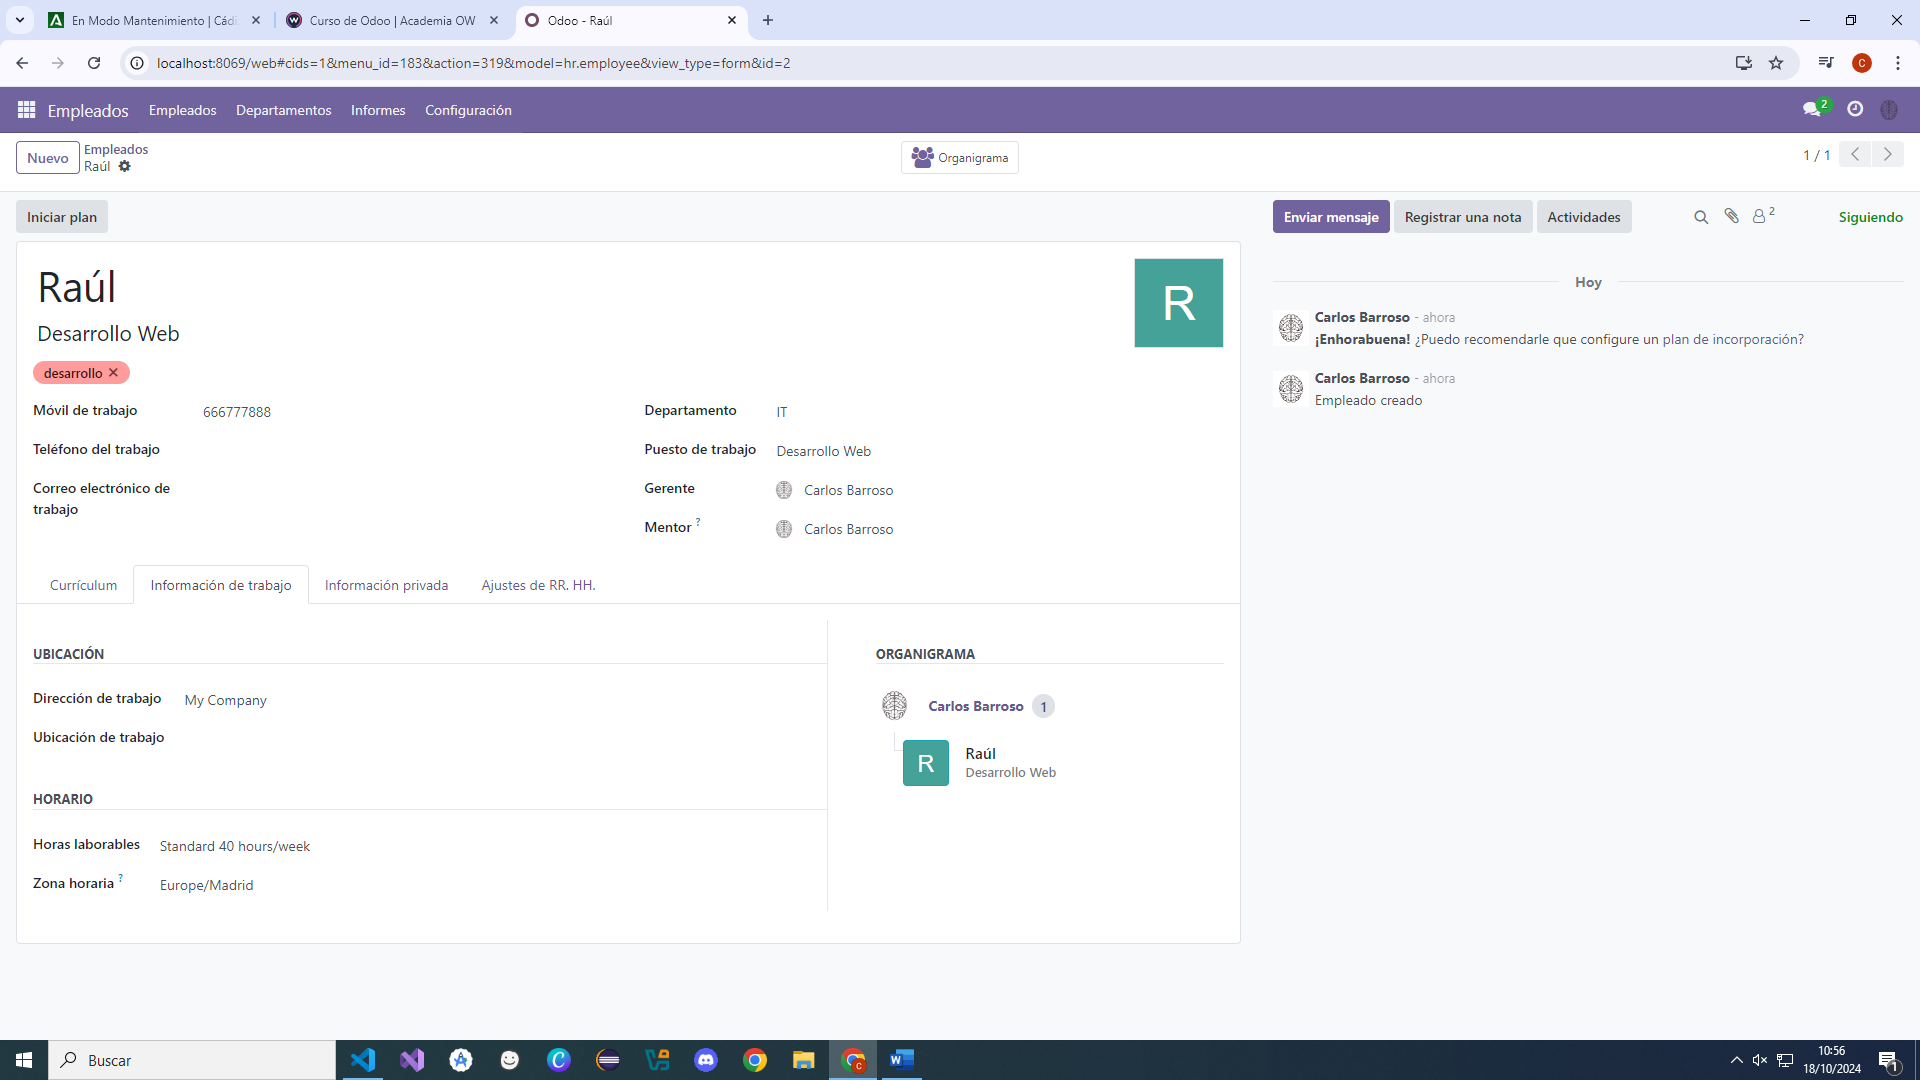 En Modo Mantenimiento | Cádi
Curso de Odoo | Academia OW
Odoo - Raúl
localhost:8069/web#cids=1&menu_id=183&action=319&model=hr.employee&view_type=form&id=2
C
Empleados
Empleados
Departamentos
Informes
Configuración
2
Nuevo
Empleados
Raúl
Organigrama
1 / 1
Iniciar plan
Enviar mensaje
Registrar una nota
Actividades
2
Siguiendo
Raúl
Desarrollo Web
desarrollo
R
Móvil de trabajo 666777888
Teléfono del trabajo
Correo electrónico de
trabajo
Departamento IT
Puesto de trabajo Desarrollo Web
Gerente Carlos Barroso
Mentor ? Carlos Barroso
Hoy
Carlos Barroso - ahora
¡Enhorabuena! ¿Puedo recomendarle que configure un plan de incorporación?
Carlos Barroso - ahora
Empleado creado
Currículum
Información de trabajo
Información privada
Ajustes de RR. HH.
UBICACIÓN
Dirección de trabajo My Company
Ubicación de trabajo
HORARIO
Horas laborables Standard 40 hours/week
Zona horaria ? Europe/Madrid
ORGANIGRAMA
Carlos Barroso 1
R
Raúl
Desarrollo Web
Buscar
10:56
18/10/2024
1